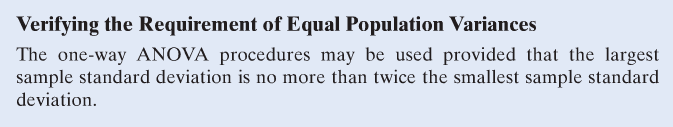 Verifying the Requirement of Equal Population Variances
The one-way ANOVA procedures may be used provided that the largest
sample standard deviation is no more than twice the smallest sample standard
deviation.